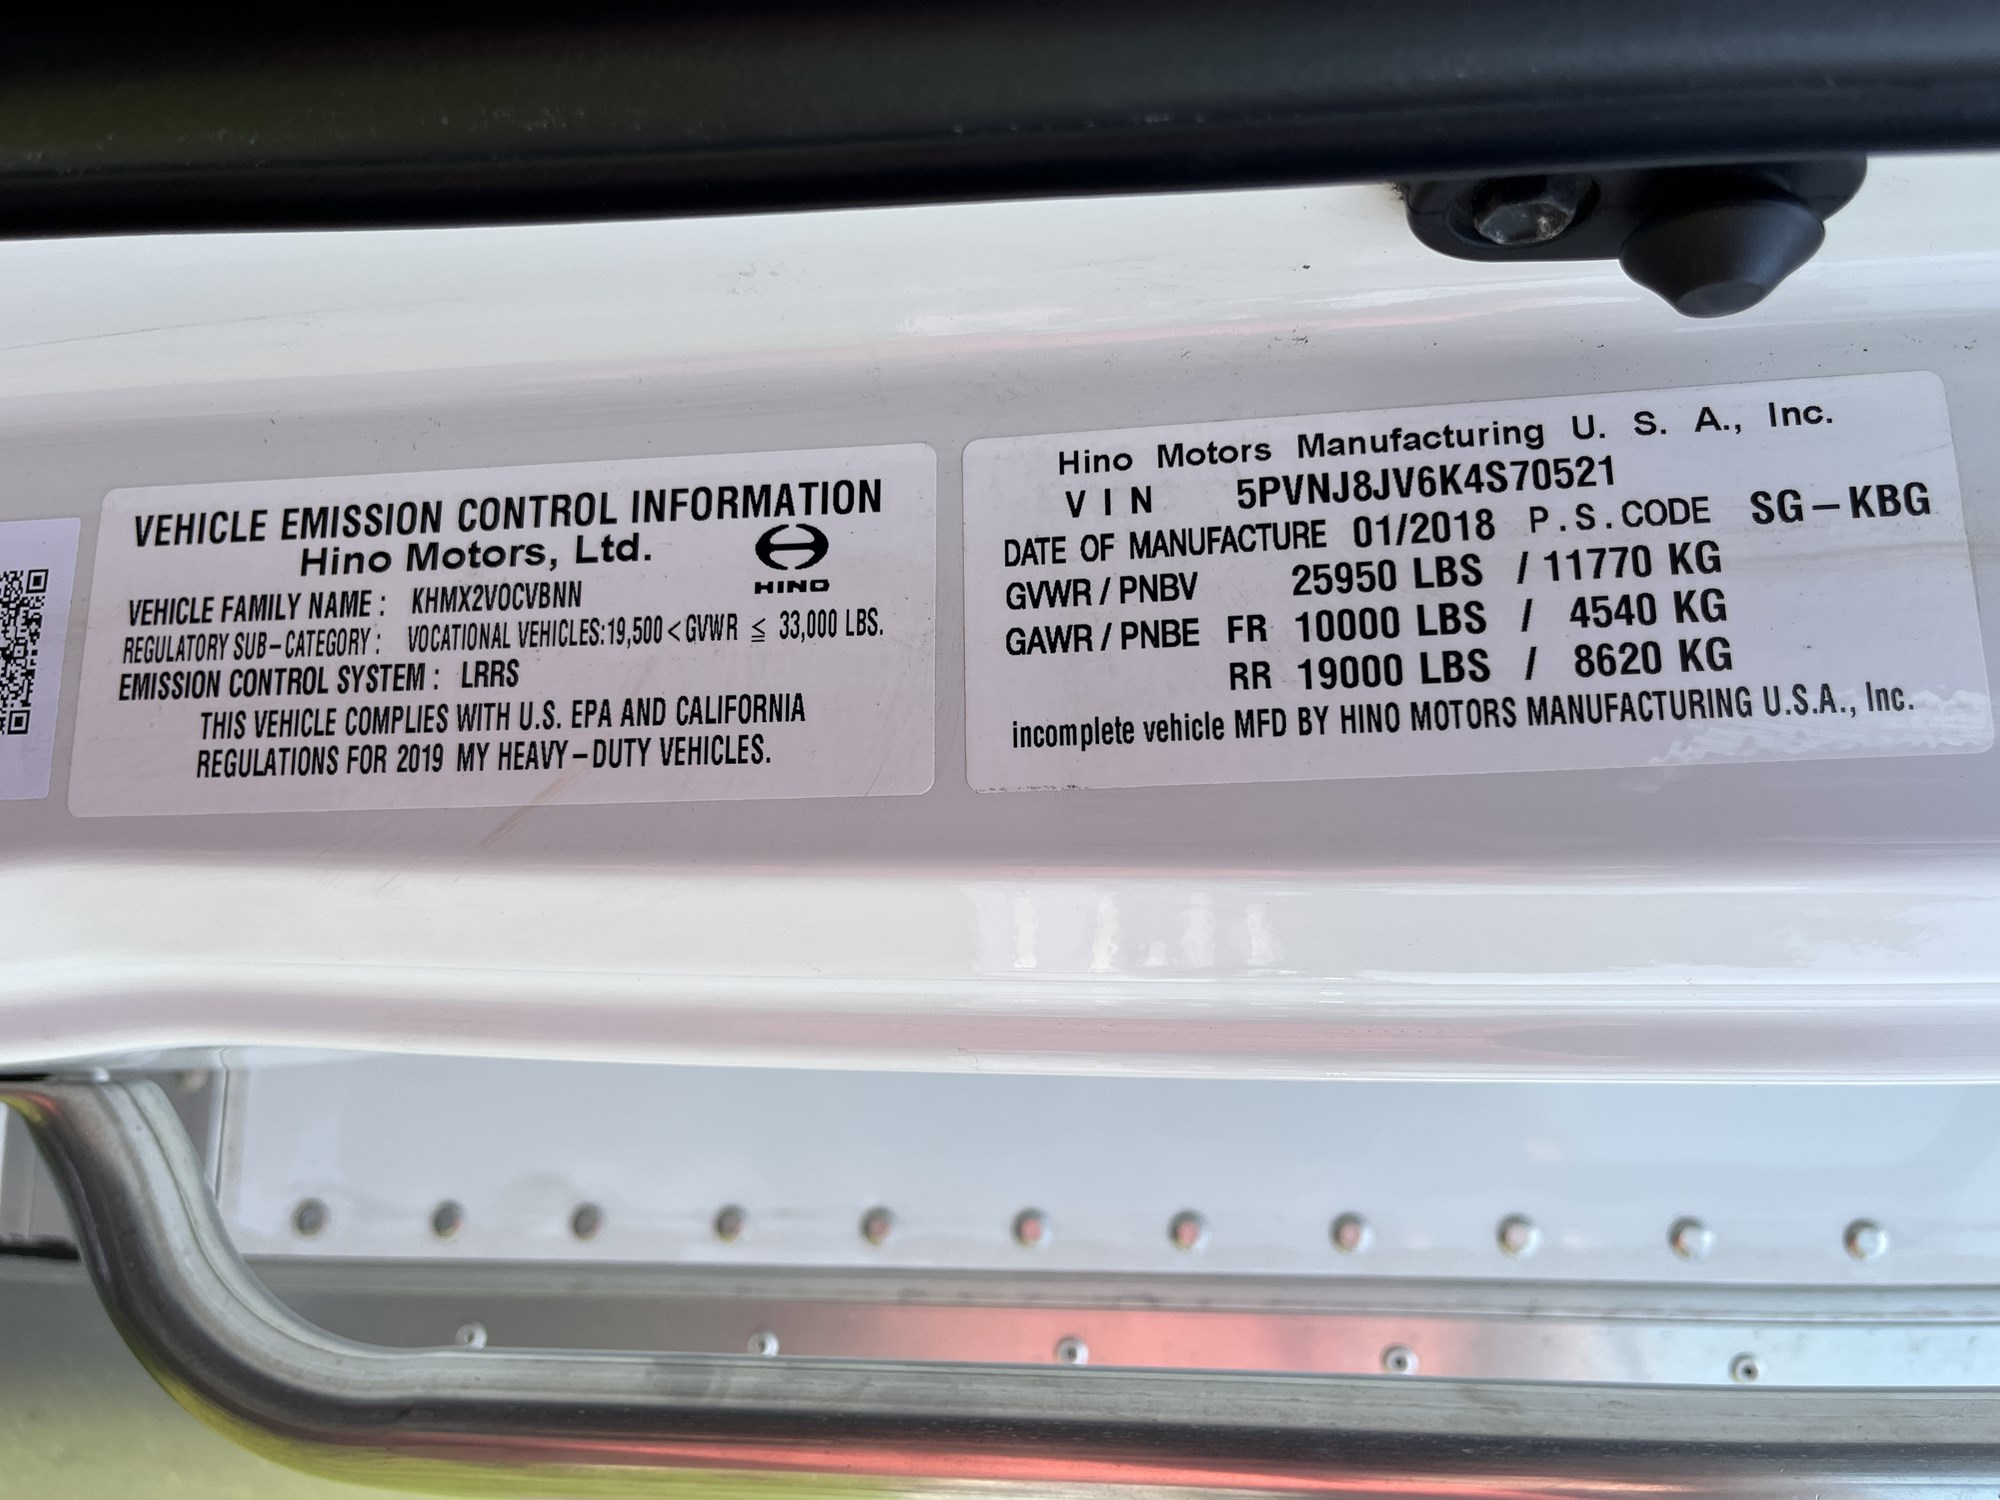 VEHICLE EMISSION CONTROL INFORMATION
Hino Motors, Ltd.
HINO
VEHICLE FAMILY NAME : KHMX2VOCVBNN
REGULATORY SUB-CATEGORY : VOCATIONAL VEHICLES:19,500<GVWR ≦ 33,000 LBS.
EMISSION CONTROL SYSTEM : LRRS
THIS VEHICLE COMPLIES WITH U.S. EPA AND CALIFORNIA
REGULATIONS FOR 2019 MY HEAVY-DUTY VEHICLES.
Hino Motors Manufacturing U. S. A., Inc.
V I N 5PVNJ8JV6K4S70521
DATE OF MANUFACTURE 01/2018 P.S.CODE SG-KBG
GVWR / PNBV 25950 LBS / 11770 KG
GAWR / PNBE FR 10000 LBS / 4540 KG
RR 19000 LBS / 8620 KG
incomplete vehicle MFD BY HINO MOTORS MANUFACTURING U.S.A., Inc.